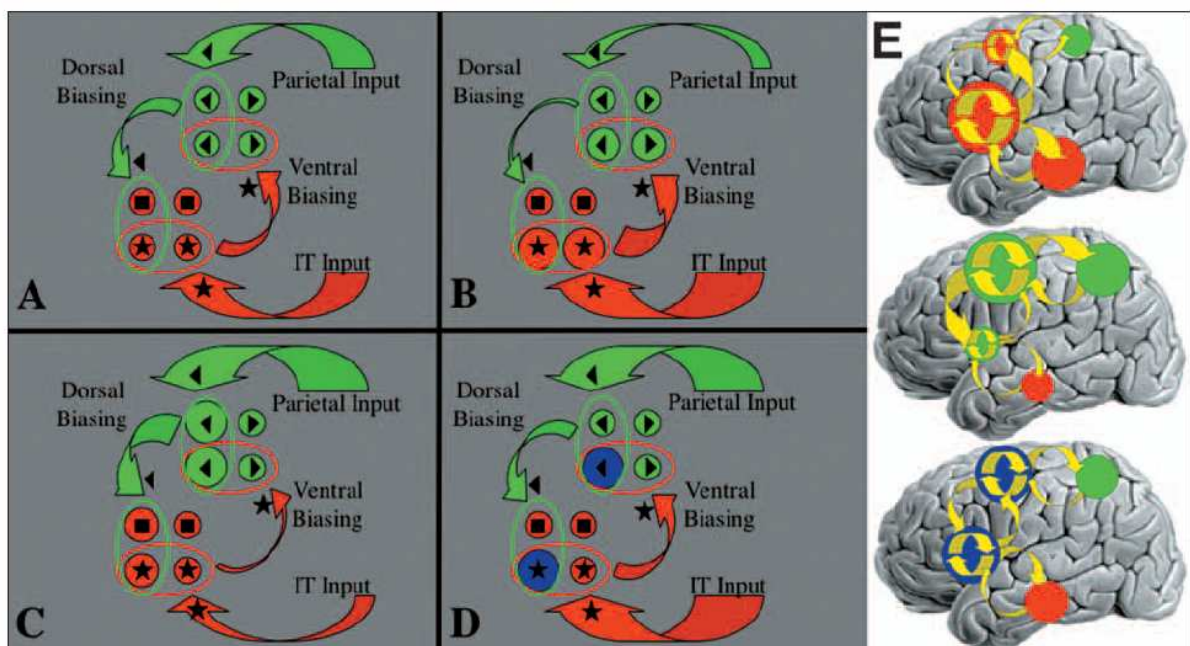 Dorsal
Biasing
Parietal Input
Ventral
Biasing
IT Input
A
Dorsal
Biasing
Parietal Input
Ventral
Biasing
IT Input
B
Dorsal
Biasing
Parietal Input
Ventral
Biasing
IT Input
C
Dorsal
Biasing
Parietal Input
Ventral
Biasing
IT Input
D
E